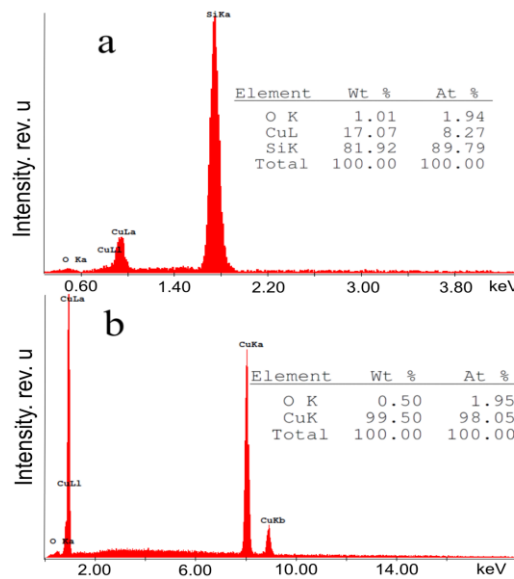 a
SiKa
Element Wt % At %
O K 1.01 1.94
CuL 17.07 8.27
SiK 81.92 89.79
Total 100.00 100.00
CuLa
CuLl
O Ka
Intensity. rev. u
0.60 1.40 2.20 3.00 3.80 keV
CuLa
b
CuKa
Element Wt % At %
O K 0.50 1.95
CuK 99.50 98.05
Total 100.00 100.00
CuLl
CuKb
O Ka
Intensity. rev. u
2.00 6.00 10.00 14.00 keV